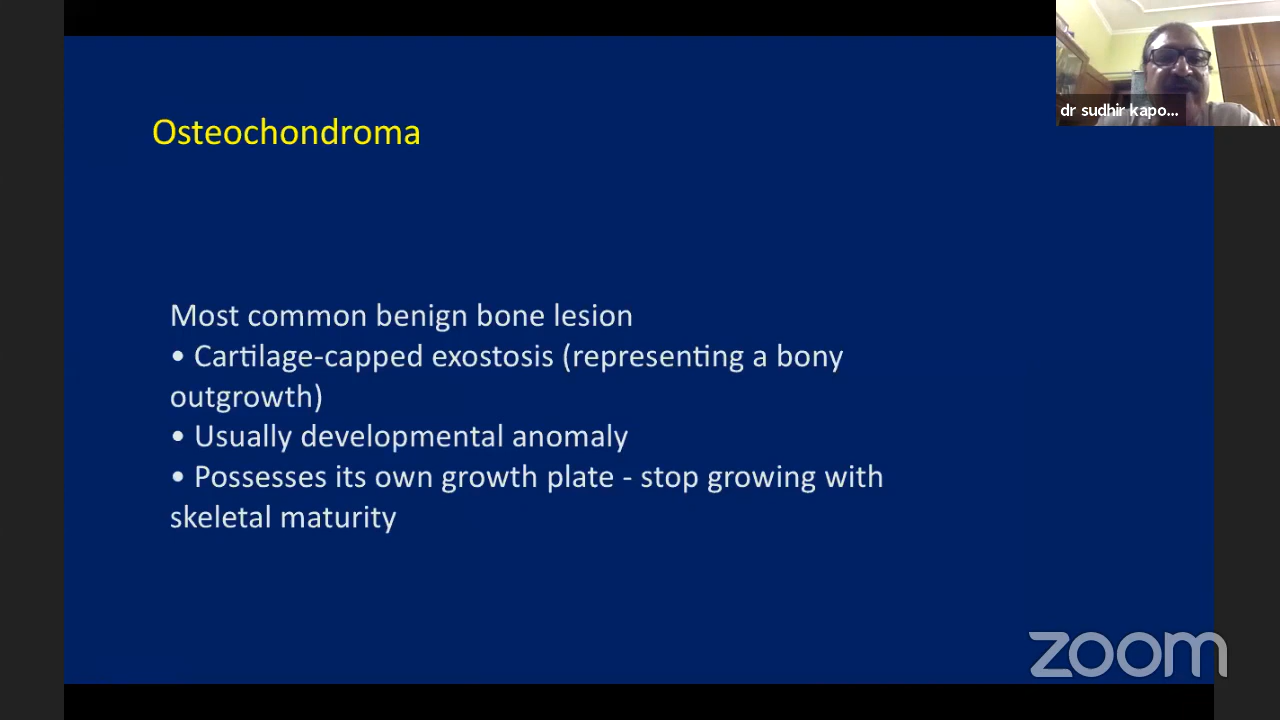 dr sudhir kapo...
Osteochondroma
Most common benign bone lesion
• Cartilage-capped exostosis (representing a bony
outgrowth)
• Usually developmental anomaly
• Possesses its own growth plate - stop growing with
skeletal maturity
zoom